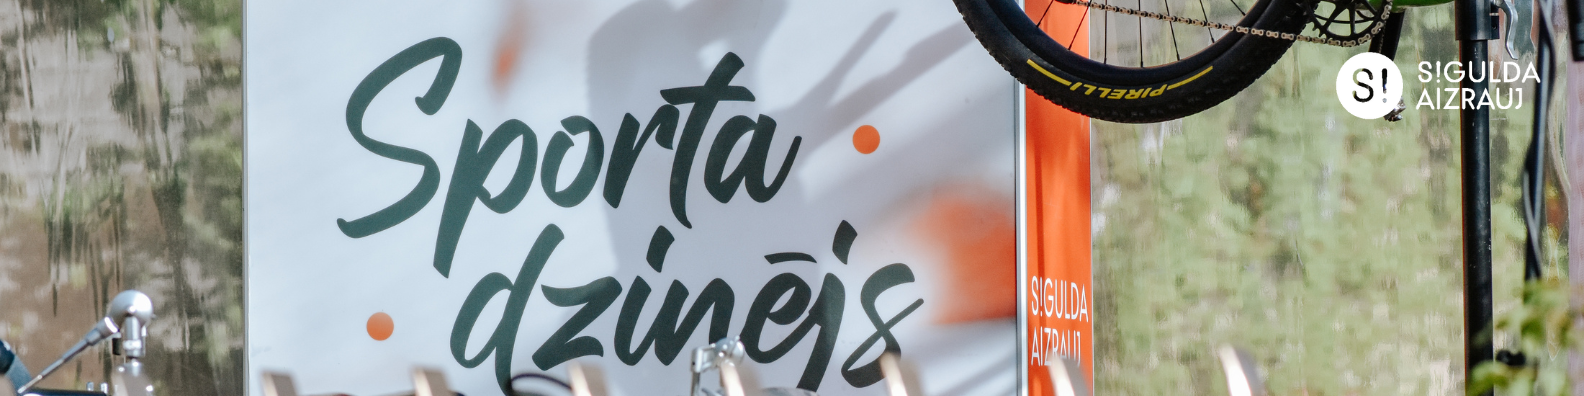 Sporta
dzinējs
PIRELLI
S!
S!GULDA
AIZRAUJ
S!GULDA
AIZRAUJ